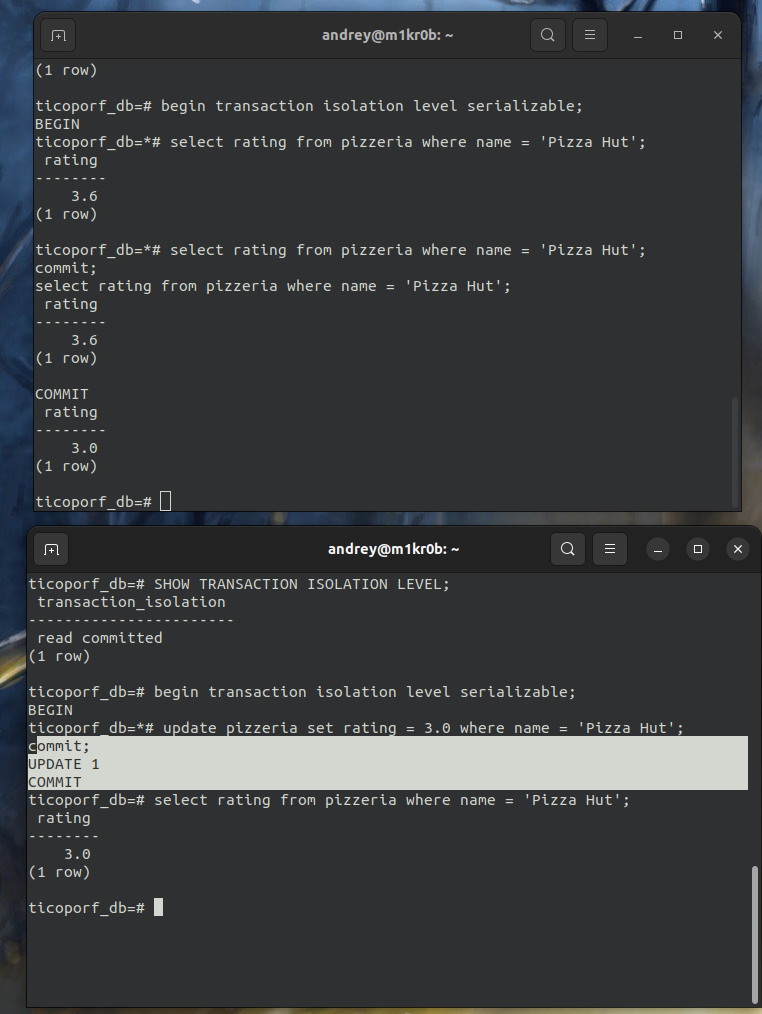 andrey@m1kr0b: ~
(1 row)
ticoporf_db=# begin transaction isolation level serializable;
BEGIN
ticoporf_db=*# select rating from pizzeria where name = 'Pizza Hut';
 rating
--------
    3.6
(1 row)
ticoporf_db=*# select rating from pizzeria where name = 'Pizza Hut';
commit;
select rating from pizzeria where name = 'Pizza Hut';
 rating
--------
    3.6
(1 row)
COMMIT
 rating
--------
    3.0
(1 row)
ticoporf_db=#
andrey@m1kr0b: ~
ticoporf_db=# SHOW TRANSACTION ISOLATION LEVEL;
 transaction_isolation
-----------------------
 read committed
(1 row)
ticoporf_db=# begin transaction isolation level serializable;
BEGIN
ticoporf_db=*# update pizzeria set rating = 3.0 where name = 'Pizza Hut';
commit;
UPDATE 1
COMMIT
ticoporf_db=# select rating from pizzeria where name = 'Pizza Hut';
 rating
--------
    3.0
(1 row)
ticoporf_db=#